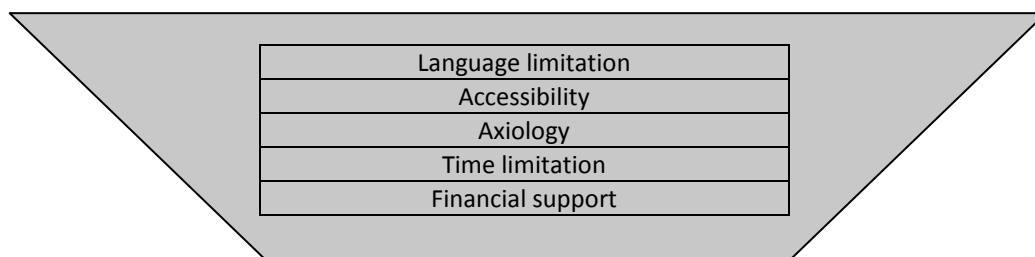 Language limitation
Accessibility
Axiology
Time limitation
Financial support